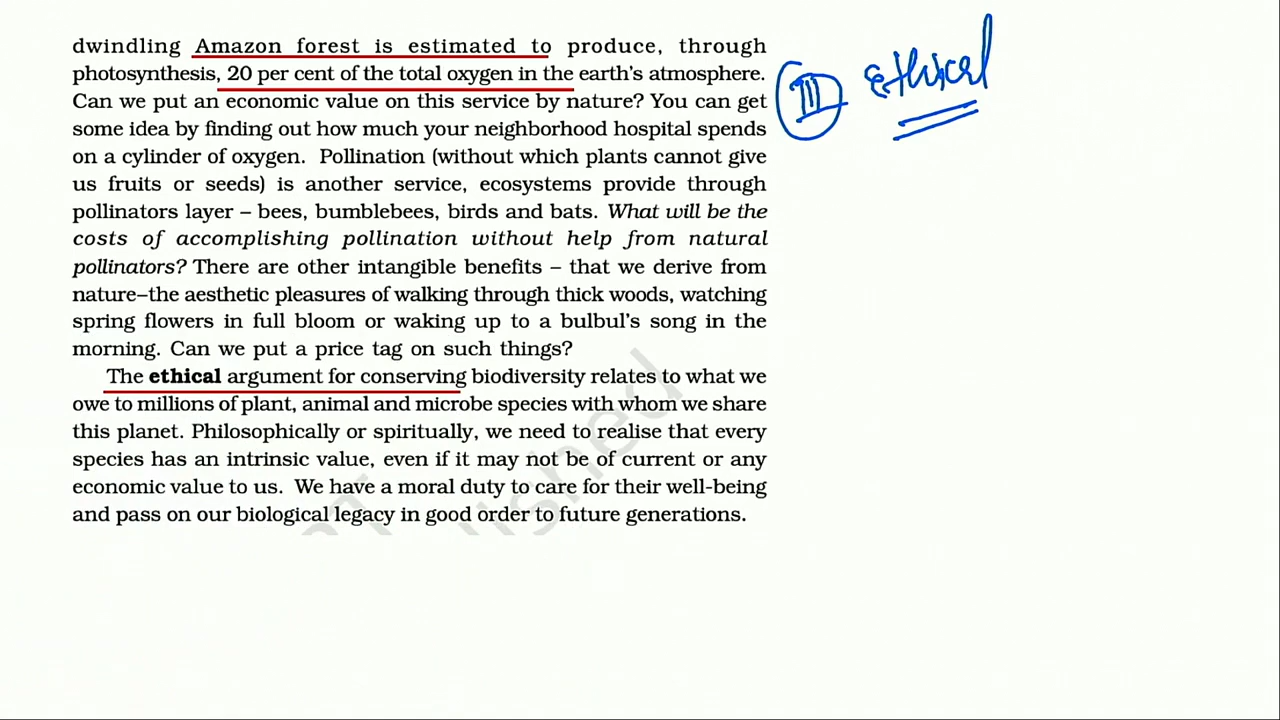 dwindling Amazon forest is estimated to produce, through
photosynthesis, 20 per cent of the total oxygen in the earth's atmosphere.
Can we put an economic value on this service by nature? You can get
some idea by finding out how much your neighborhood hospital spends
on a cylinder of oxygen. Pollination (without which plants cannot give
us fruits or seeds) is another service, ecosystems provide through
pollinators layer – bees, bumblebees, birds and bats. What will be the
costs of accomplishing pollination without help from natural
pollinators? There are other intangible benefits – that we derive from
nature–the aesthetic pleasures of walking through thick woods, watching
spring flowers in full bloom or waking up to a bulbul's song in the
morning. Can we put a price tag on such things?
The ethical argument for conserving biodiversity relates to what we
owe to millions of plant, animal and microbe species with whom we share
this planet. Philosophically or spiritually, we need to realise that every
species has an intrinsic value, even if it may not be of current or any
economic value to us. We have a moral duty to care for their well-being
and pass on our biological legacy in good order to future generations.
III Ethical